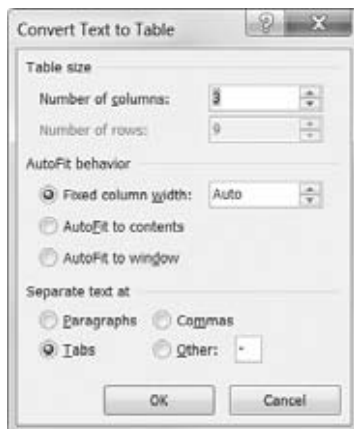 Convert Text to Table
Table size
Number of columns: 3
Number of rows: 9
AutoFit behavior
Fixed column width: Auto
AutoFit to contents
AutoFit to window
Separate text at
Paragraphs Commas
Tabs Other: -
OK Cancel